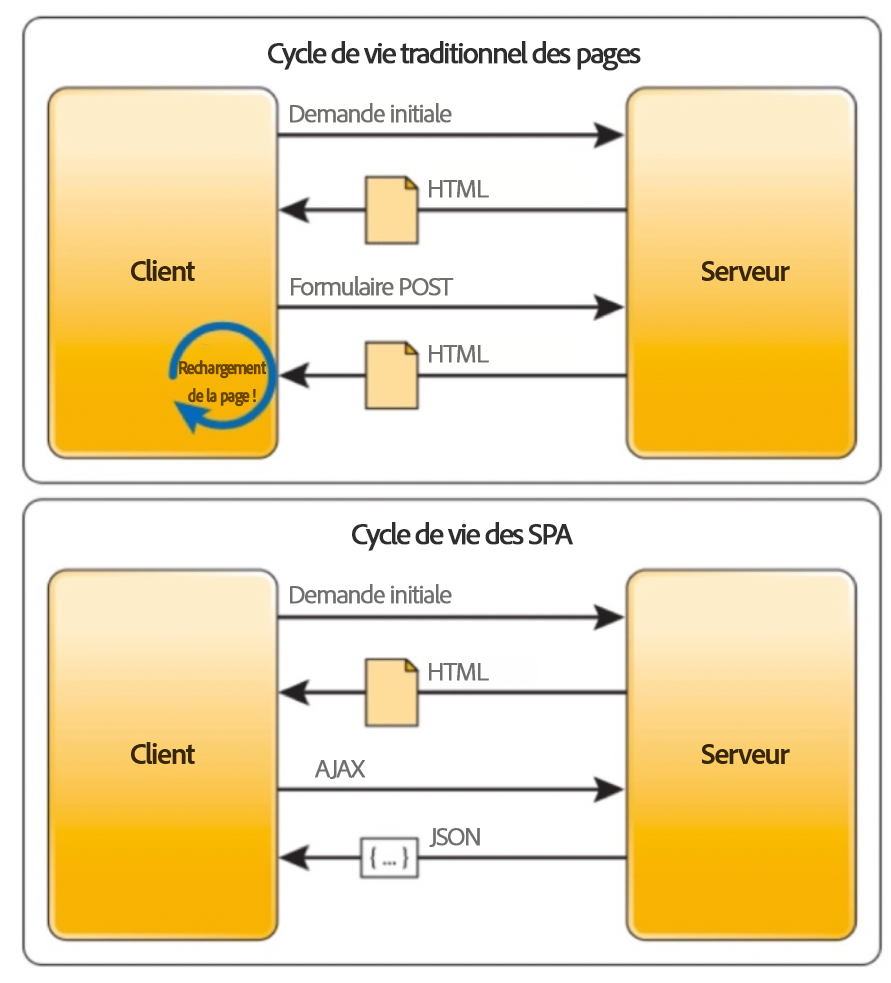 Cycle de vie traditionnel des pages
Demande initiale
HTML
Client
Serveur
Formulaire POST
HTML
Rechargement
de la page !
Cycle de vie des SPA
Demande initiale
HTML
Client
Serveur
AJAX
JSON
{ ... }